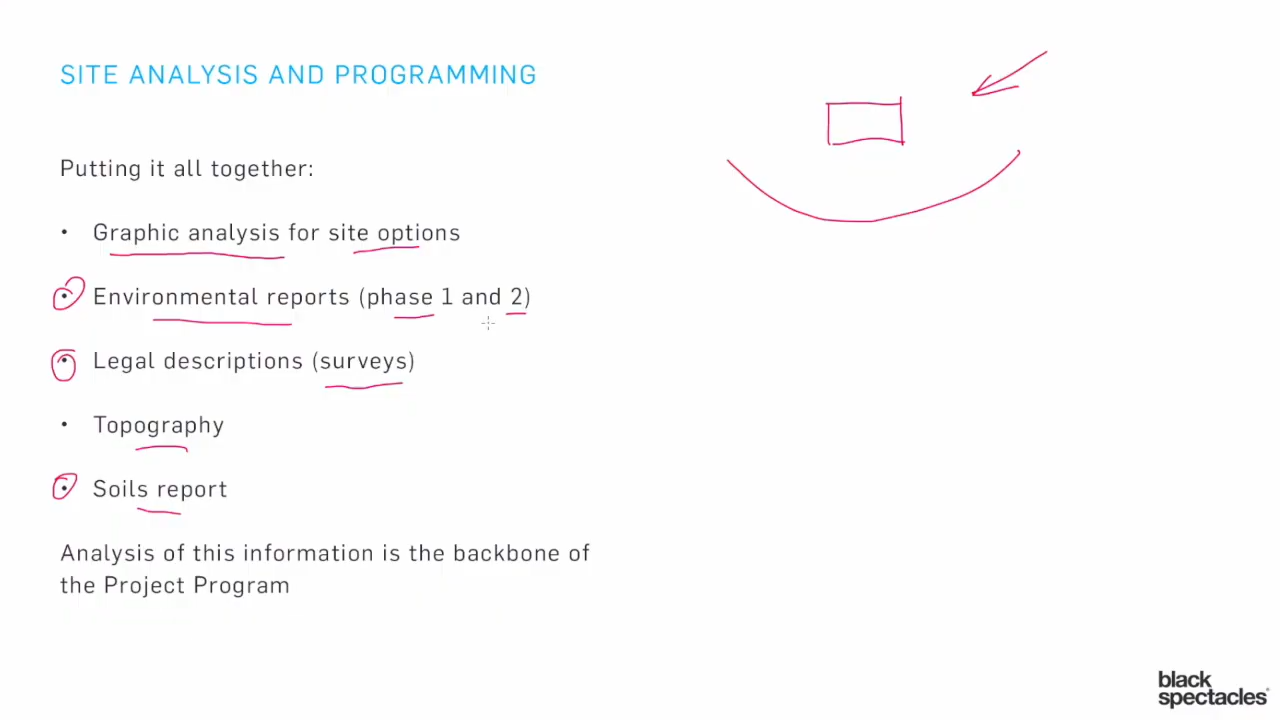 SITE ANALYSIS AND PROGRAMMING
Putting it all together:
• Graphic analysis for site options
• Environmental reports (phase 1 and 2)
• Legal descriptions (surveys)
• Topography
• Soils report
Analysis of this information is the backbone of
the Project Program
black
spectacles®